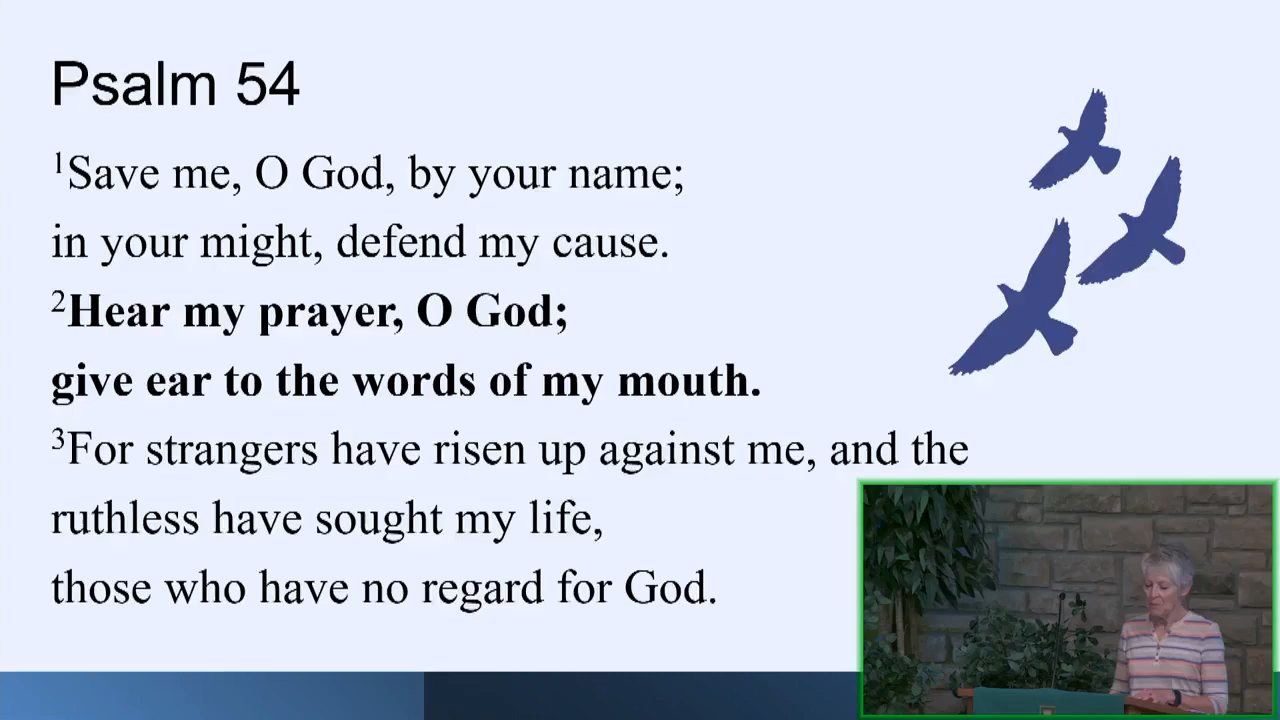 Psalm 54
¹Save me, O God, by your name;
in your might, defend my cause.
²Hear my prayer, O God;
give ear to the words of my mouth.
³For strangers have risen up against me, and the
ruthless have sought my life,
those who have no regard for God.